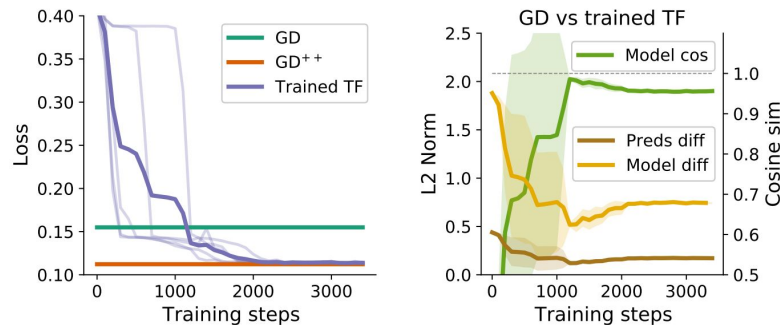 0.40
0.35
0.30
0.25
0.20
0.15
0.10
Loss
0
1000
2000
3000
Training steps
GD
GD++
Trained TF
GD vs trained TF
2.5
2.0
1.5
1.0
0.5
0.0
L2 Norm
0
1000
2000
3000
Training steps
Model cos
Preds diff
Model diff
1.0
0.9
0.8
0.7
0.6
0.5
Cosine sim